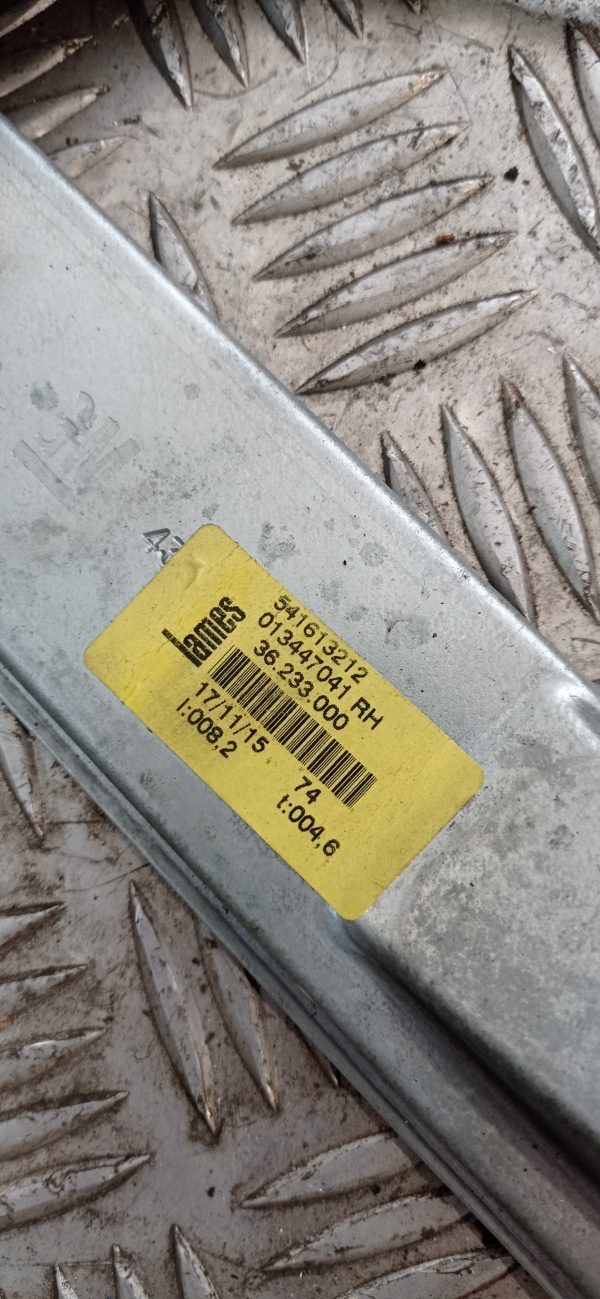 lames
541613212
013447041 RH
36.233.000
17/11/15 74
I:008,2 t:004,6